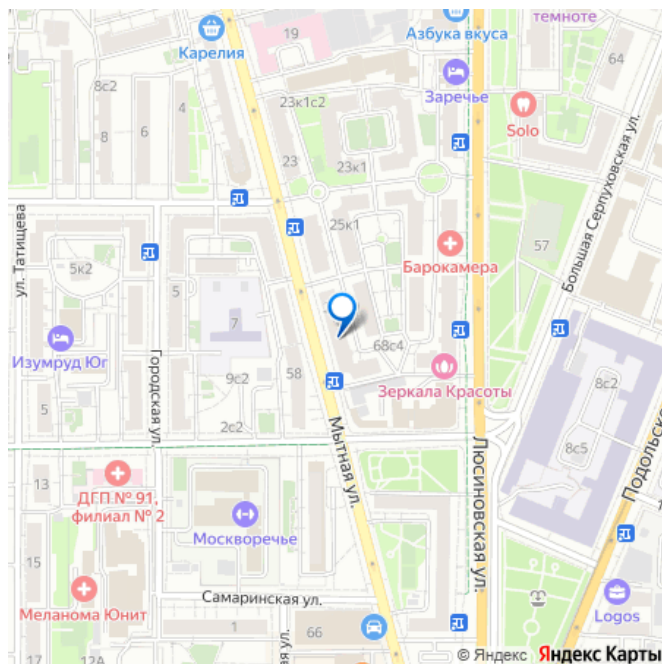 темноте
19
Азбука вкуса
Карелия
64
8с2
4
23к1с2
Заречье
8
6
Solo
23
23к1
ул. Татищева
25к1
Большая Серпуховская ул.
57
5к2
Барокамера
5
7
Изумруд Юг
68с4
Городская ул.
9с2
58
Зеркала Красоты
8с2
5
2с2
Мытная ул.
8с5
Люсиновская ул.
Подольск
13
ДГП № 91,
филиал № 2
Москворечье
15
Меланома Юнит
Самаринская ул.
Logos
1
66
12А
я ул.
© Яндекс Яндекс Карты